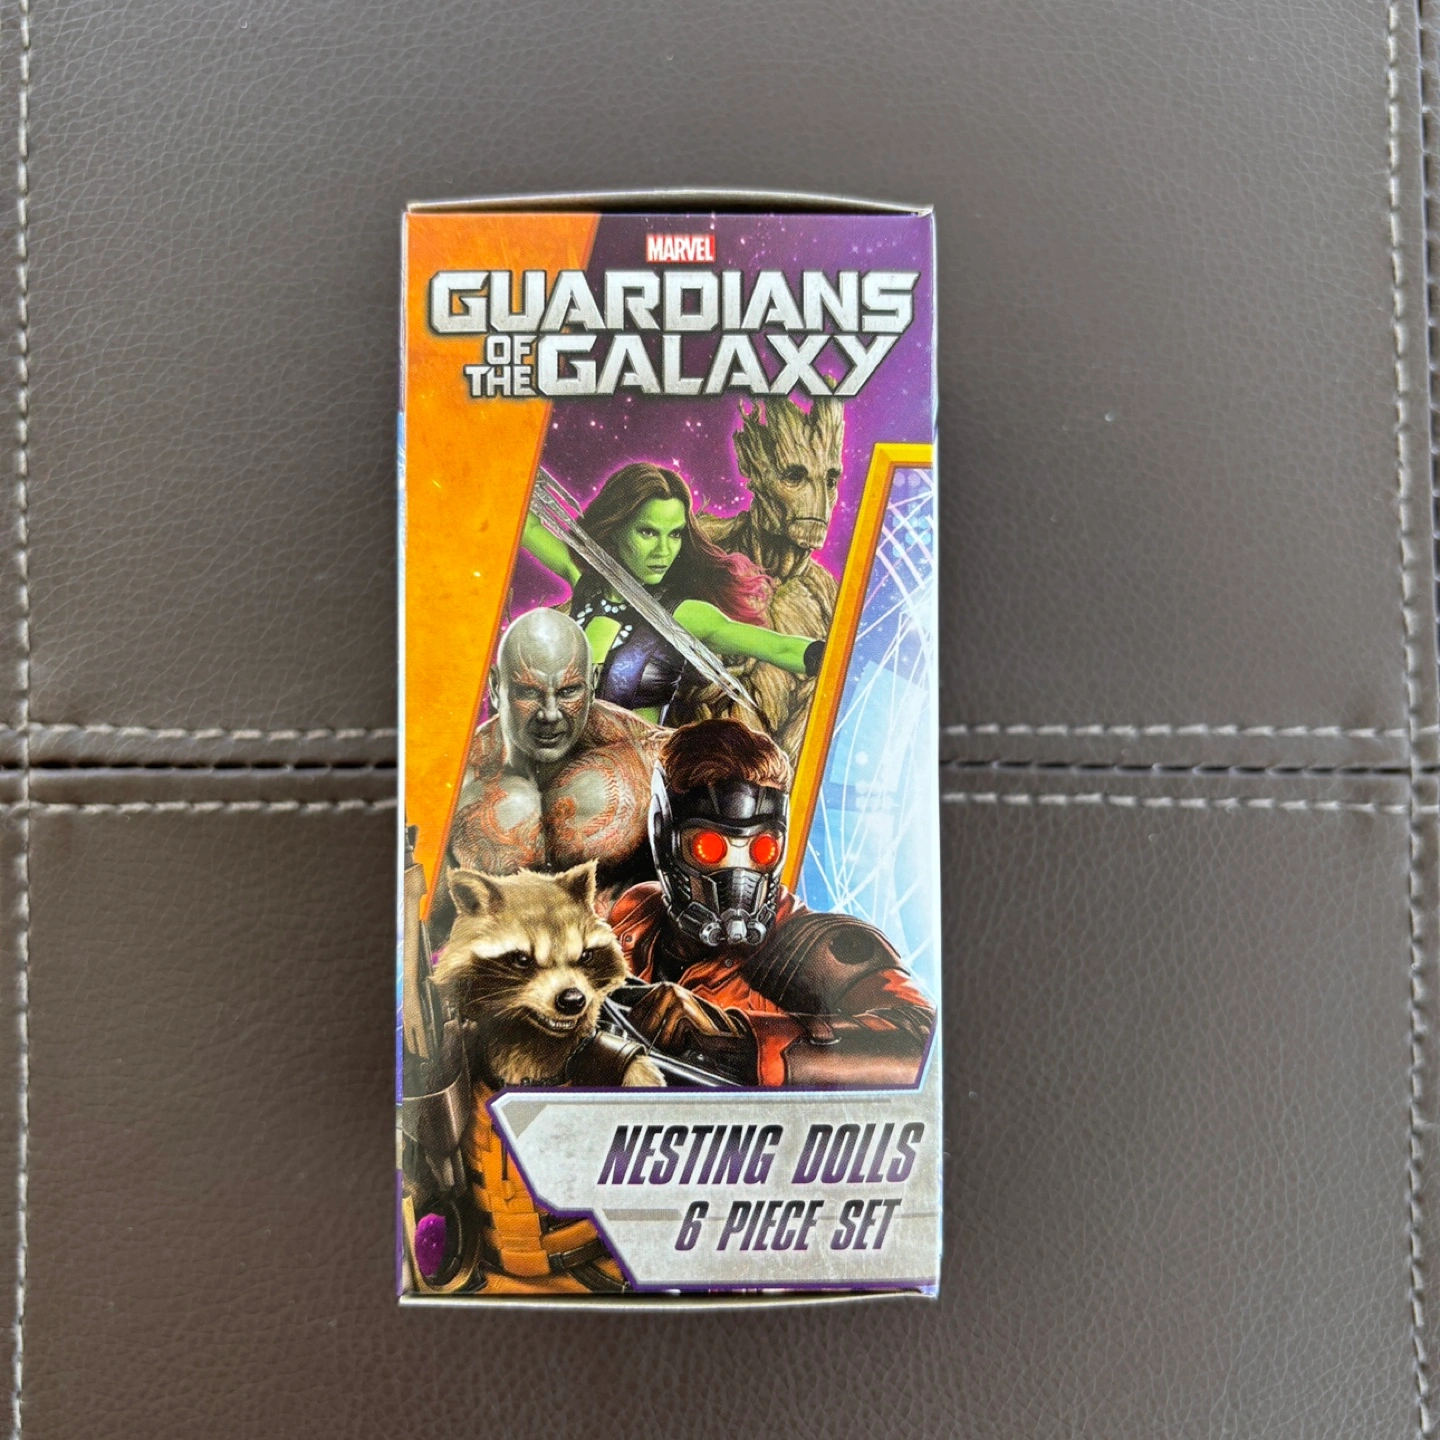 MARVEL
GUARDIANS
OF THE GALAXY
NESTING DOLLS
6 PIECE SET